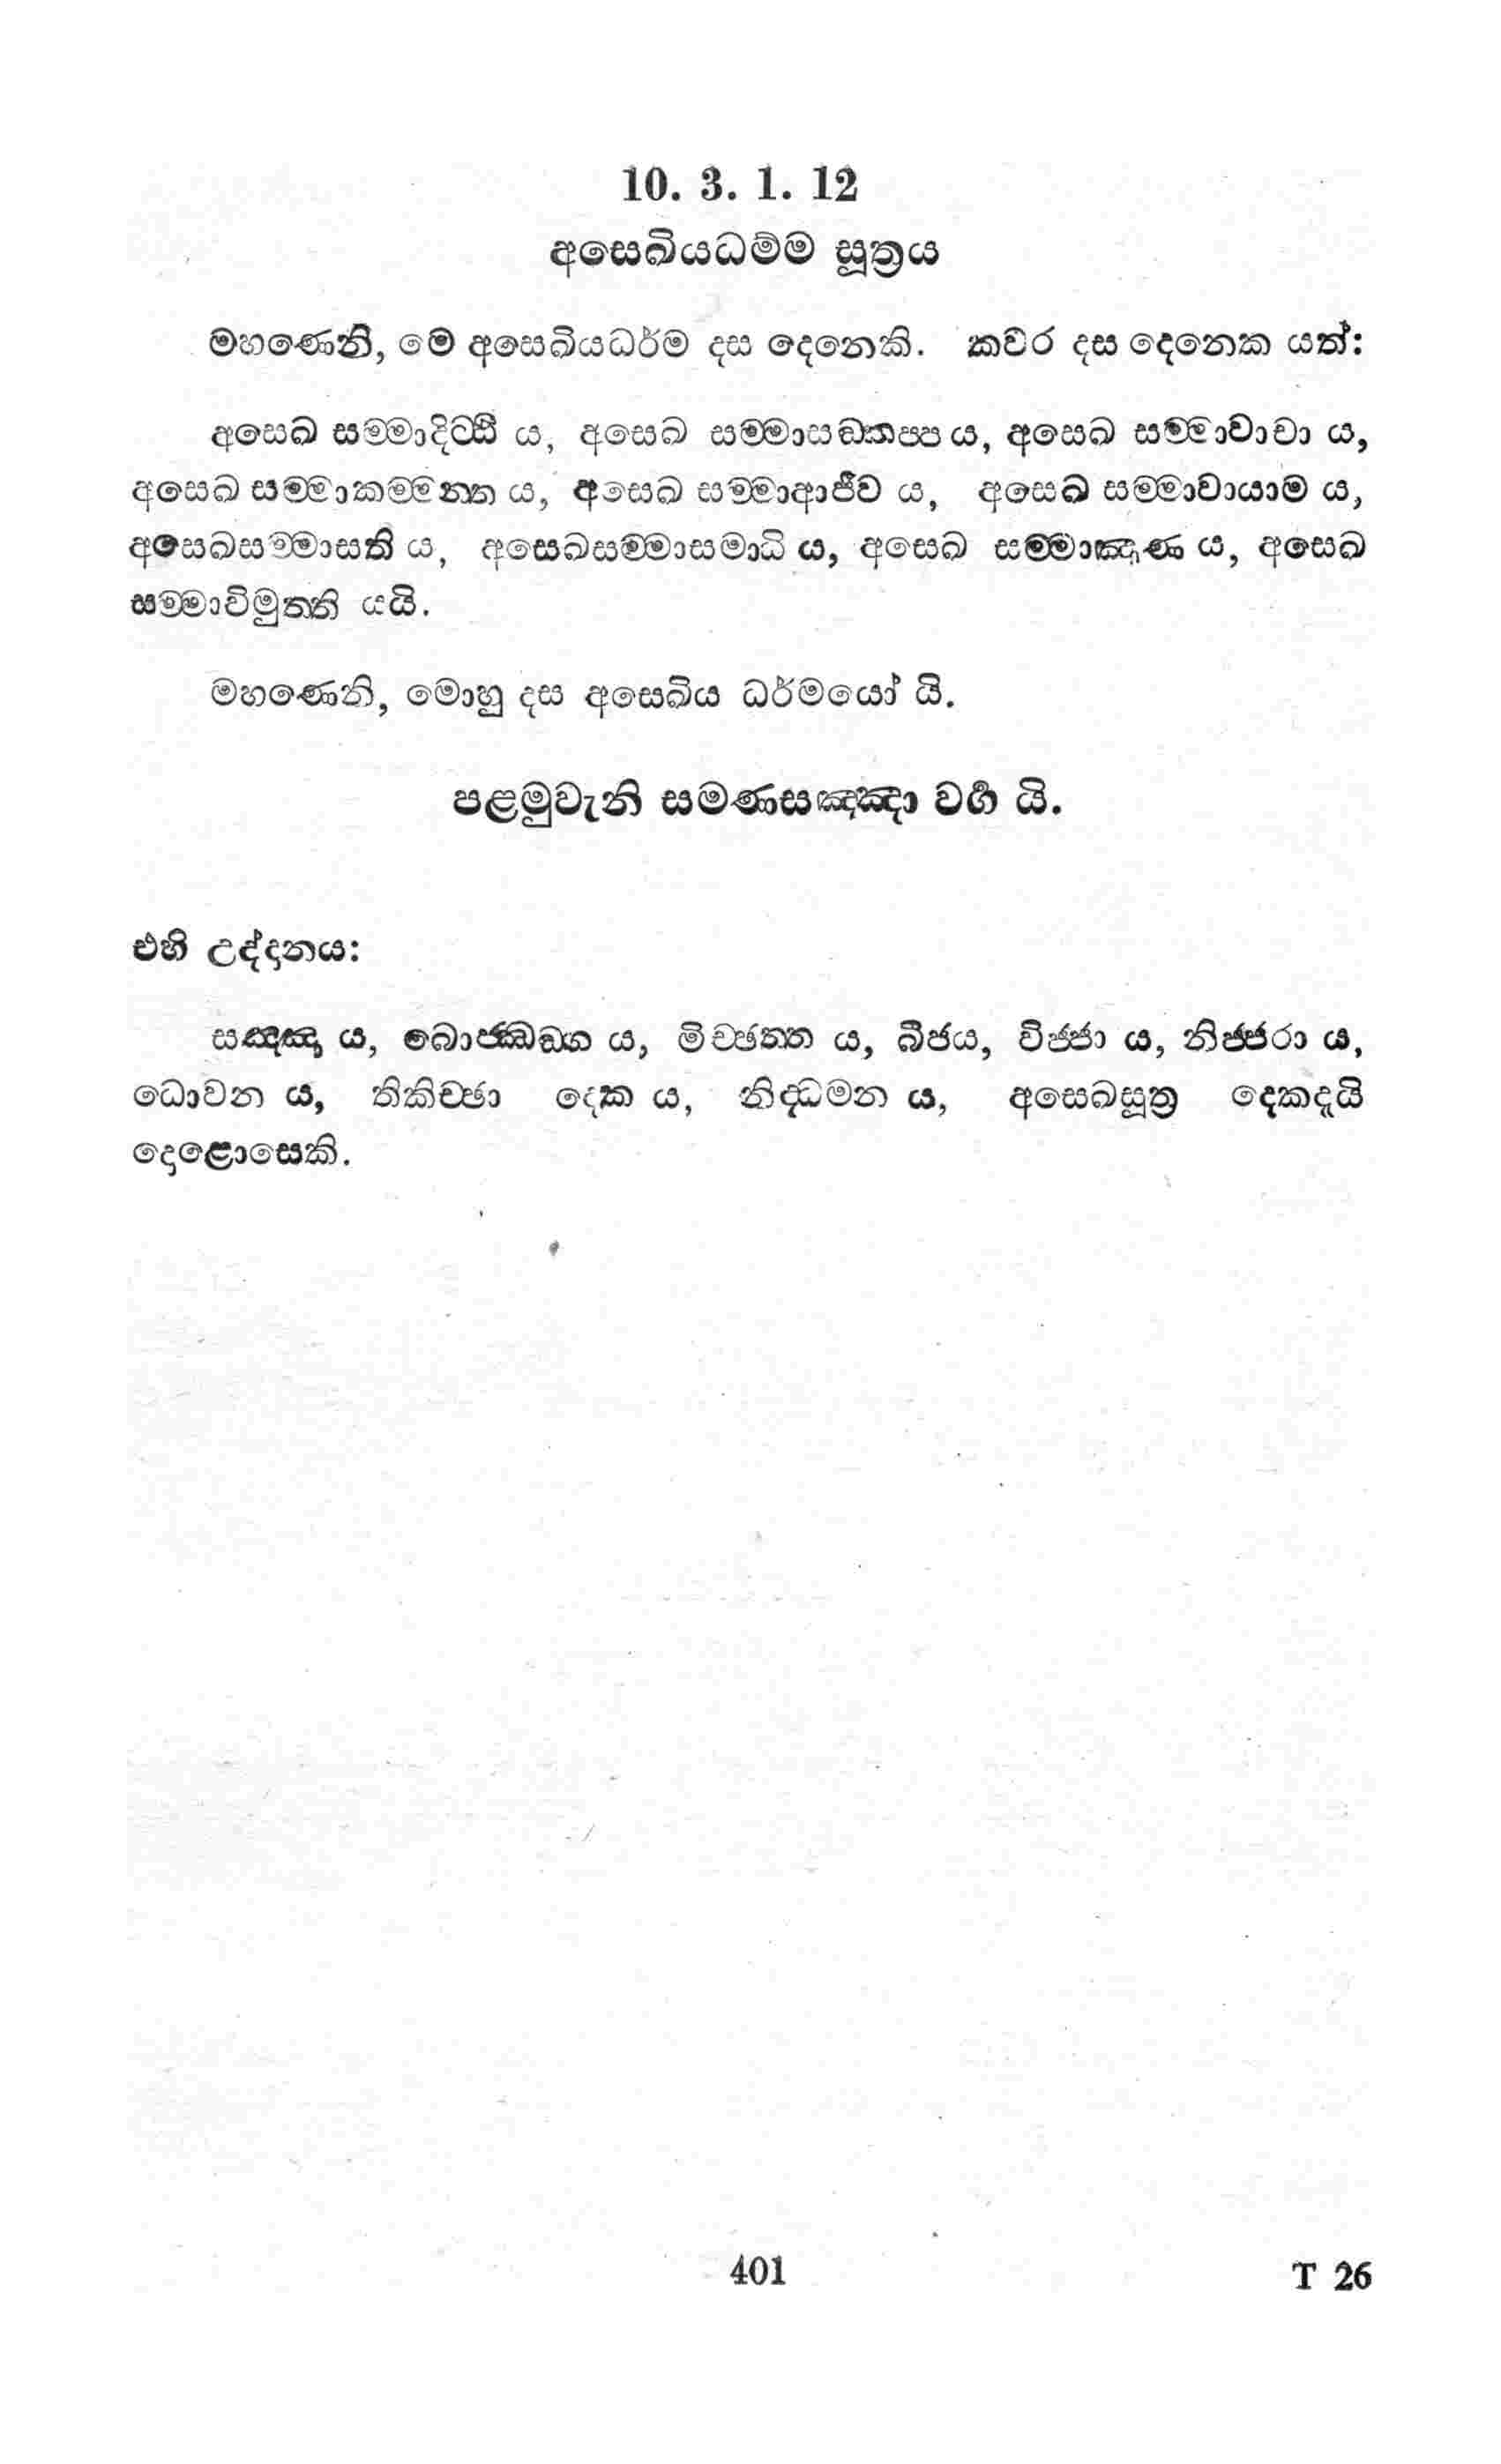 10. 3. 1. 12
අසෙඛියධම්ම සූත්‍රය
මහණෙනි, මේ අසෙඛියධර්ම දස දෙනෙකි. කවර දස දෙනෙක යත්:
අසෙඛ සම්මාදිට්ඨි ය, අසෙඛ සම්මාසඞ්කප්ප ය, අසෙඛ සම්මාවාචා ය,
අසෙඛ සම්මාකම්මන්ත ය, අසෙඛ සම්මාආජීව ය, අසෙඛ සම්මාවායාම ය,
අසෙඛසම්මාසති ය, අසෙඛසම්මාසමාධි ය, අසෙඛ සම්මාඤාණ ය, අසෙඛ
සම්මාවිමුත්ති යයි.
මහණෙනි, මොහු දස අසෙඛිය ධර්මයෝ යි.
පළමුවැනි සමණසඤ්ඤා වර්‍ග යි.
එහි උද්දානය:
සඤ්ඤා ය, බොජ්ඣඞ්ග ය, මිච්ඡත්ත ය, බීජය, විජ්ජා ය, නිජ්ජරා ය,
ධොවන ය, තිකිච්ඡා දෙක ය, නිද්ධමන ය, අසෙඛසූත්‍ර දෙකදැයි
දොළොසෙකි.
401
T 26